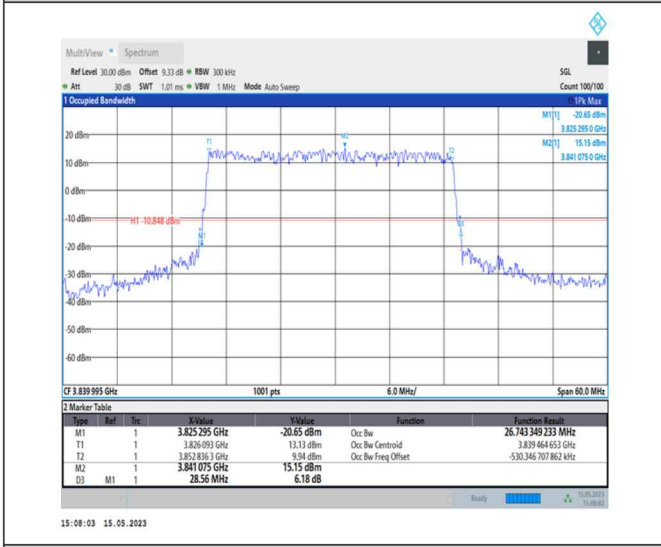 MultiView Spectrum
Ref Level 30.00 dBm Offset 9.33 dB RBW 300 kHz SGL
Att 30 dB SWT 1.01 ms VBW 1 MHz Mode Auto Sweep Count 100/100
1 Occupied Bandwidth 1Pk Max
M1[1] -20.65 dBm
3.825 295 0 GHz
M2[1] 15.15 dBm
3.841 075 0 GHz
20 dBm
T1
M2
T2
10 dBm
0 dBm
-10 dBm
H1 -10.848 dBm
M1
-20 dBm
-30 dBm
-40 dBm
-50 dBm
-60 dBm
CF 3.839 995 GHz 1001 pts 6.0 MHz/ Span 60.0 MHz
2 Marker Table
Type Ref Trc X-Value Y-Value Function Function Result
M1 1 3.825 295 GHz -20.65 dBm Occ Bw 26.743 349 233 MHz
T1 1 3.826 093 GHz 13.13 dBm Occ Bw Centroid 3.839 464 653 GHz
T2 1 3.852 836 3 GHz 9.94 dBm Occ Bw Freq Offset -530.346 707 862 kHz
M2 1 3.841 075 GHz 15.15 dBm
D3 M1 1 28.56 MHz 6.18 dB
Ready 15.05.2023
15:08:03
15:08:03 15.05.2023